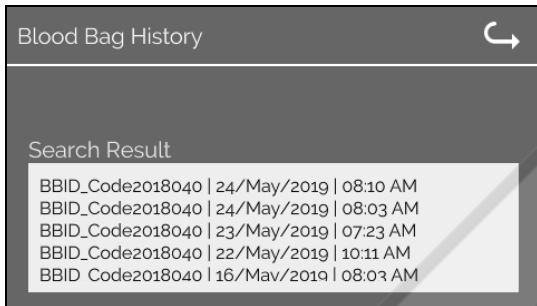 Blood Bag History
Search Result
BBID_Code2018040 | 24/May/2019 | 08:10 AM
BBID_Code2018040 | 24/May/2019 | 08:03 AM
BBID_Code2018040 | 23/May/2019 | 07:23 AM
BBID_Code2018040 | 22/May/2019 | 10:11 AM
BBID_Code2018040 | 16/May/2019 | 08:03 AM